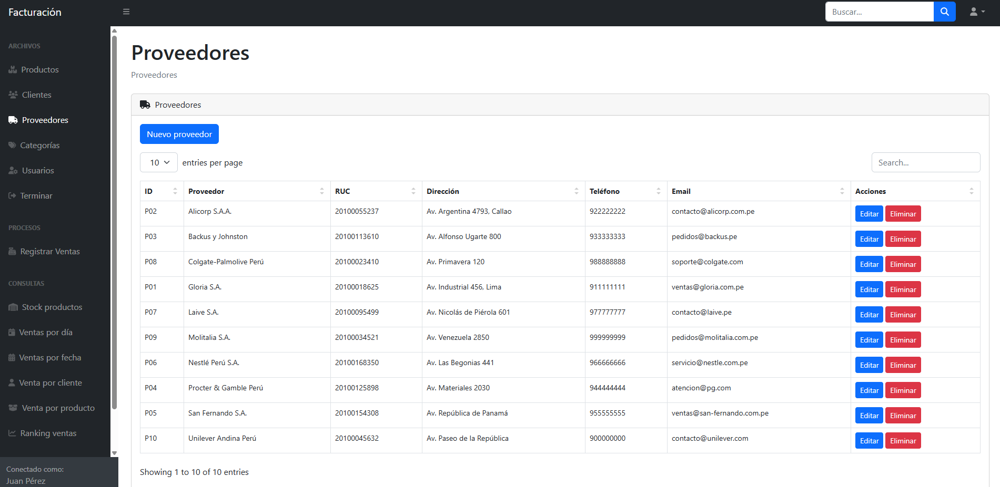 Facturación
Buscar...
ARCHIVOS
Productos
Clientes
Proveedores
Categorías
Usuarios
Terminar
PROCESOS
Registrar Ventas
CONSULTAS
Stock productos
Ventas por día
Ventas por fecha
Venta por cliente
Venta por producto
Ranking ventas
Conectado como:
Juan Pérez
Proveedores
Proveedores
Proveedores
Nuevo proveedor
10 entries per page
Search...
ID Proveedor RUC Dirección Teléfono Email Acciones
P02 Alicorp S.A.A. 20100055237 Av. Argentina 4793, Callao 922222222 contacto@alicorp.com.pe Editar Eliminar
P03 Backus y Johnston 20100113610 Av. Alfonso Ugarte 800 933333333 pedidos@backus.pe Editar Eliminar
P08 Colgate-Palmolive Perú 20100023410 Av. Primavera 120 988888888 soporte@colgate.com Editar Eliminar
P01 Gloria S.A. 20100018625 Av. Industrial 456, Lima 911111111 ventas@gloria.com.pe Editar Eliminar
P07 Laive S.A. 20100095499 Av. Nicolás de Piérola 601 977777777 contacto@laive.pe Editar Eliminar
P09 Molitalia S.A. 20100034521 Av. Venezuela 2850 999999999 pedidos@molitalia.com.pe Editar Eliminar
P06 Nestlé Perú S.A. 20100168350 Av. Las Begonias 441 966666666 servicio@nestle.com.pe Editar Eliminar
P04 Procter & Gamble Perú 20100125898 Av. Materiales 2030 944444444 atencion@pg.com Editar Eliminar
P05 San Fernando S.A. 20100154308 Av. República de Panamá 955555555 ventas@san-fernando.com.pe Editar Eliminar
P10 Unilever Andina Perú 20100045632 Av. Paseo de la República 900000000 contacto@unilever.com Editar Eliminar
Showing 1 to 10 of 10 entries